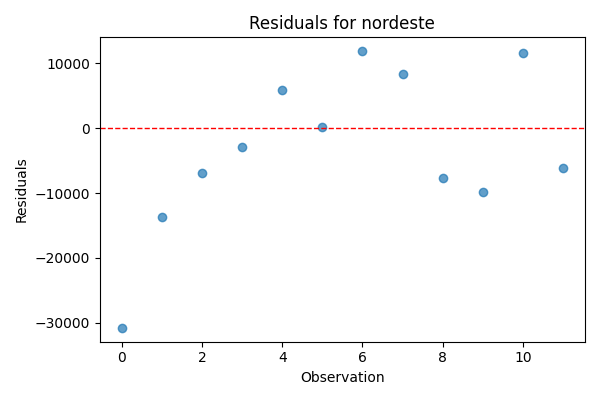 Residuals for nordeste
10000
0
−10000
−20000
−30000
Residuals
0 2 4 6 8 10
Observation